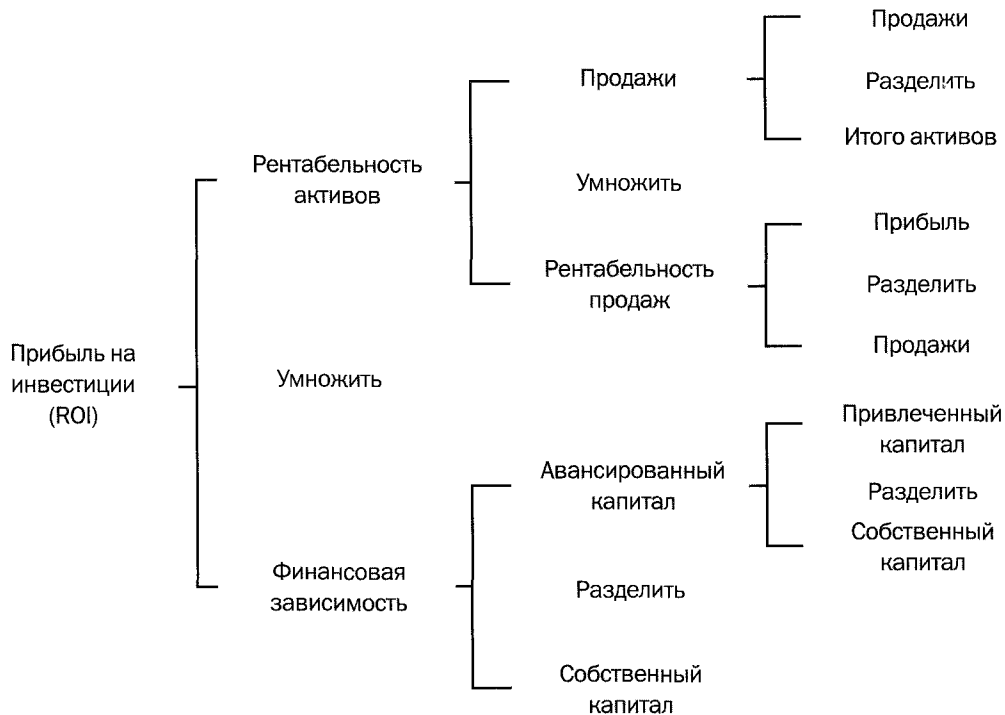 Прибыль на
инвестиции
(ROI)
Рентабельность
активов
Умножить
Финансовая
зависимость
Продажи
Умножить
Рентабельность
продаж
Авансированный
капитал
Разделить
Собственный
капитал
Продажи
Разделить
Итого активов
Прибыль
Разделить
Продажи
Привлеченный
капитал
Разделить
Собственный
капитал